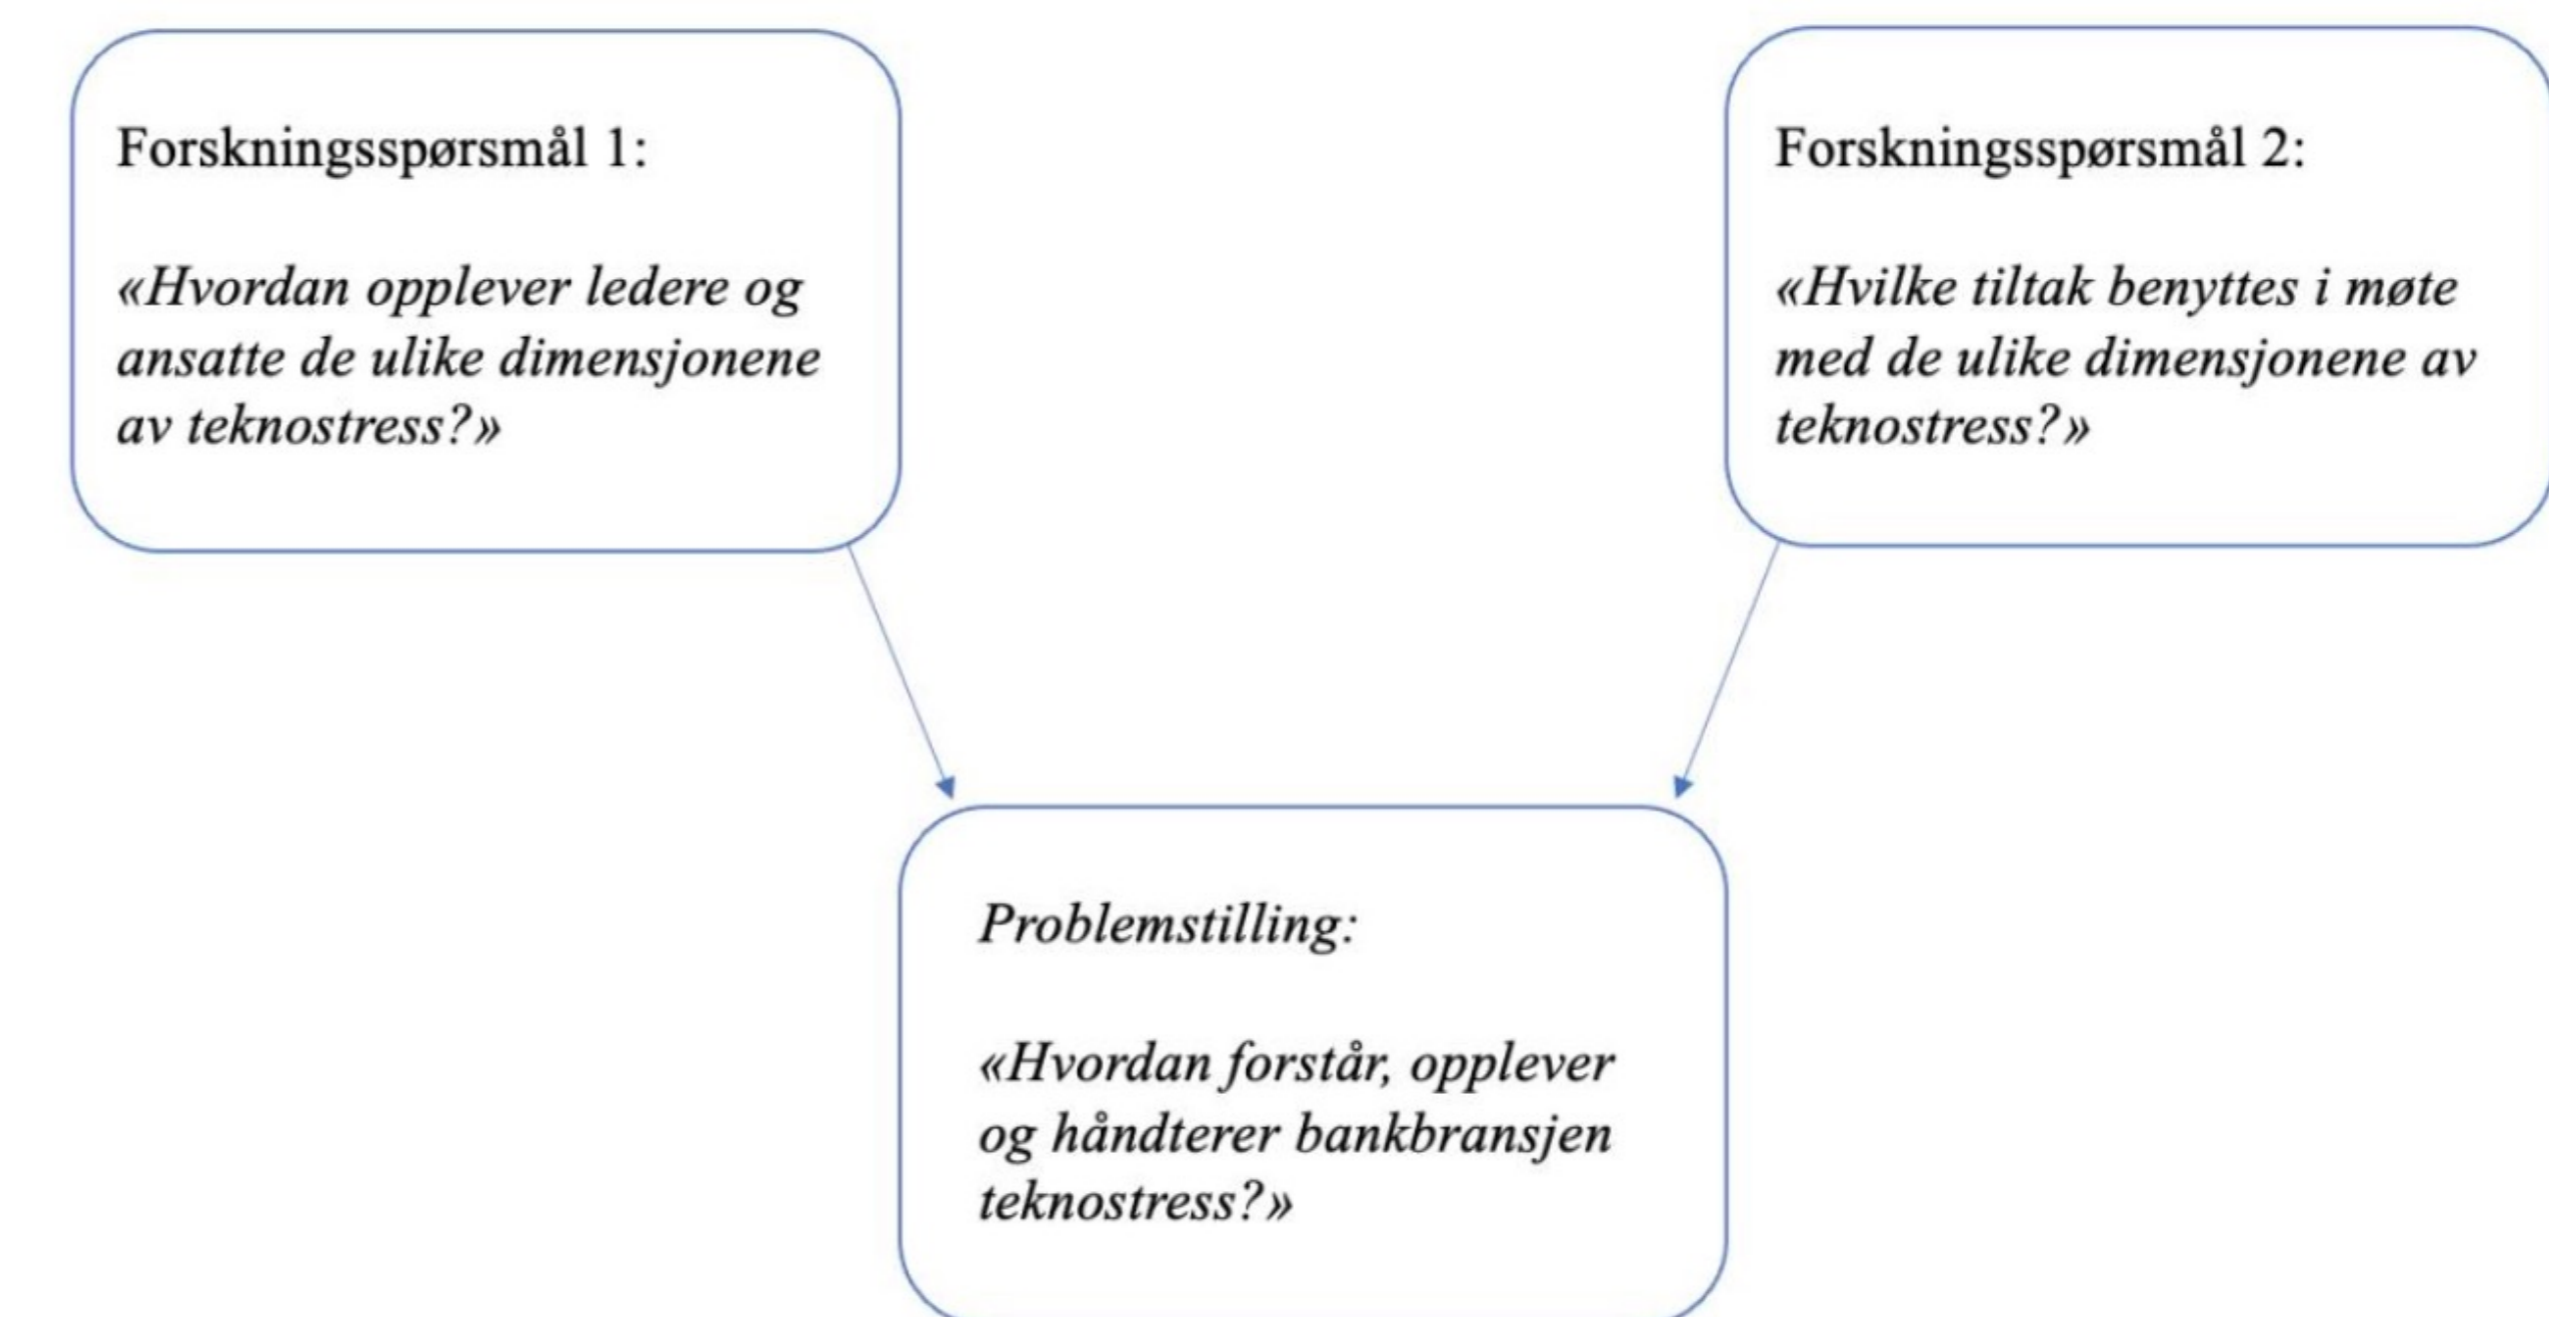 Forskningsspørsmål 1:
«Hvordan opplever ledere og
ansatte de ulike dimensjonene
av teknostress?»
Forskningsspørsmål 2:
«Hvilke tiltak benyttes i møte
med de ulike dimensjonene av
teknostress?»
Problemstilling:
«Hvordan forstår, opplever
og håndterer bankbransjen
teknostress?»